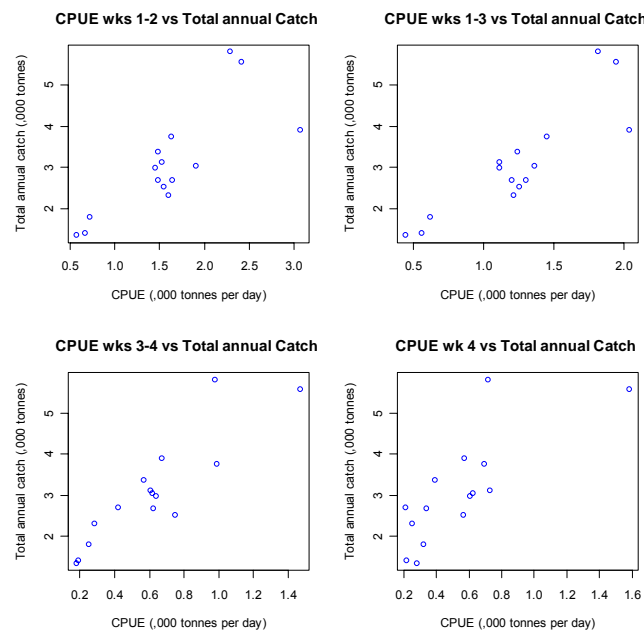 CPUE wks 1-2 vs Total annual Catch
Total annual catch (,000 tonnes)
5
4
3
2
0.5 1.0 1.5 2.0 2.5 3.0
CPUE (,000 tonnes per day)
CPUE wks 1-3 vs Total annual Catch
Total annual catch (,000 tonnes)
5
4
3
2
0.5 1.0 1.5 2.0
CPUE (,000 tonnes per day)
CPUE wks 3-4 vs Total annual Catch
Total annual catch (,000 tonnes)
5
4
3
2
0.2 0.4 0.6 0.8 1.0 1.2 1.4
CPUE (,000 tonnes per day)
CPUE wk 4 vs Total annual Catch
Total annual catch (,000 tonnes)
5
4
3
2
0.2 0.4 0.6 0.8 1.0 1.2 1.4 1.6
CPUE (,000 tonnes per day)